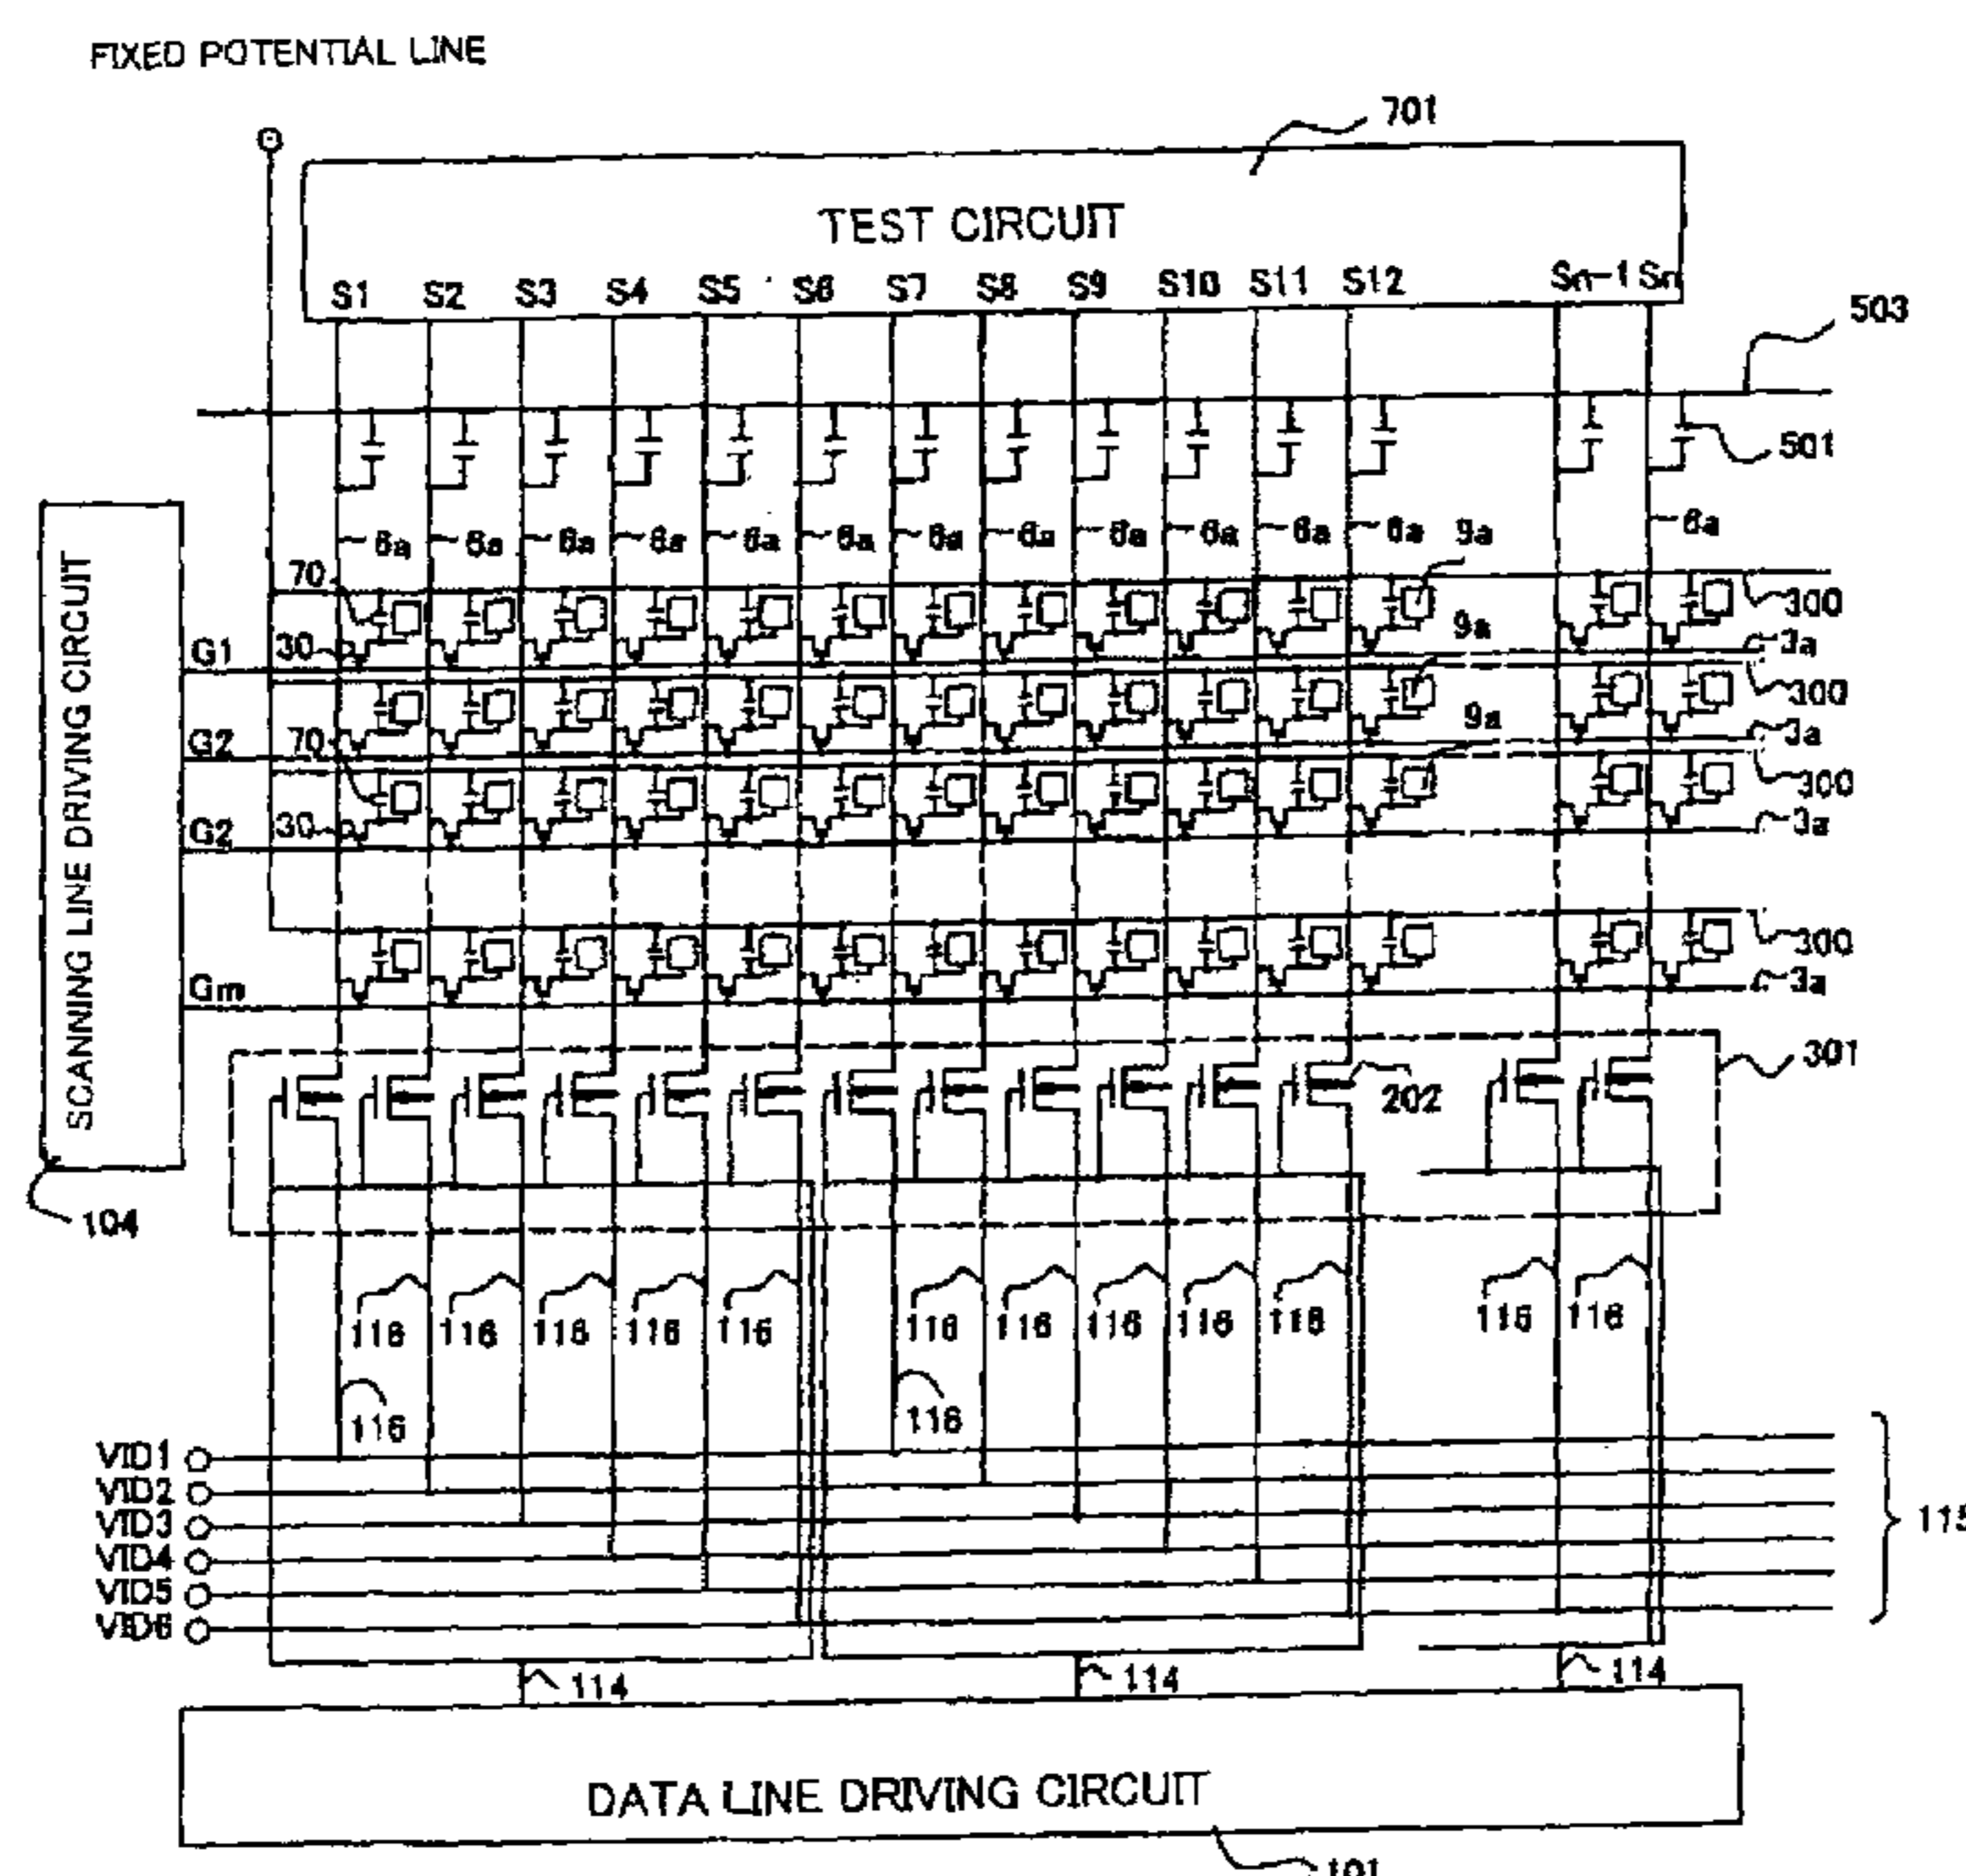 FIXED POTENTIAL LINE
701
TEST CIRCUIT
S1 S2 S3 S4 S5 S6 S7 S8 S9 S10 S11 S12 Sn-1 Sn
503
501
6a 6a 6a 6a 6a 6a 6a 6a 6a 6a 6a 6a 9a 6a
SCANNING LINE DRIVING CIRCUIT
70 300
G1 30 9a 3a
300
G2 70 9a 3a
300
G2 30 3a
300
Gm 3a
301
202
104
116 116 116 116 116 116 116 116 116 116 116 116
116 116
VID1
VID2
VID3
VID4
VID5
VID6
115
114 114 114
DATA LINE DRIVING CIRCUIT
101